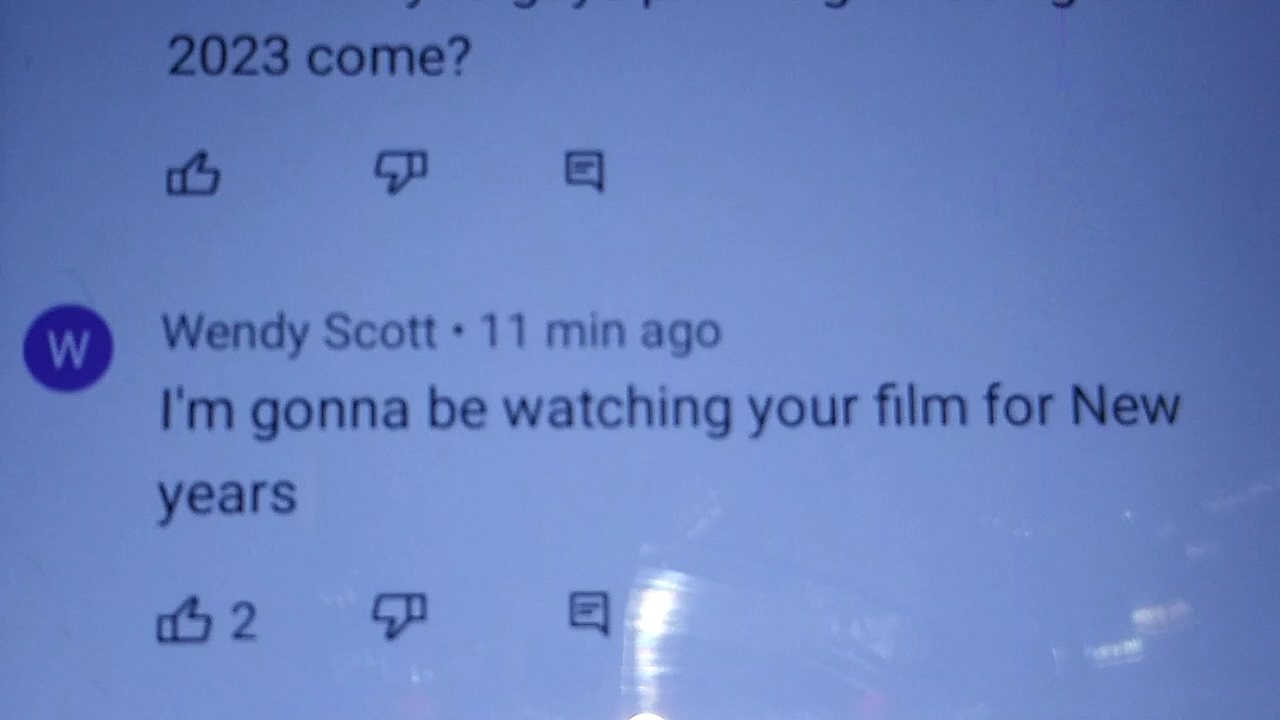 2023 come?
Wendy Scott • 11 min ago
W
I'm gonna be watching your film for New
years
2